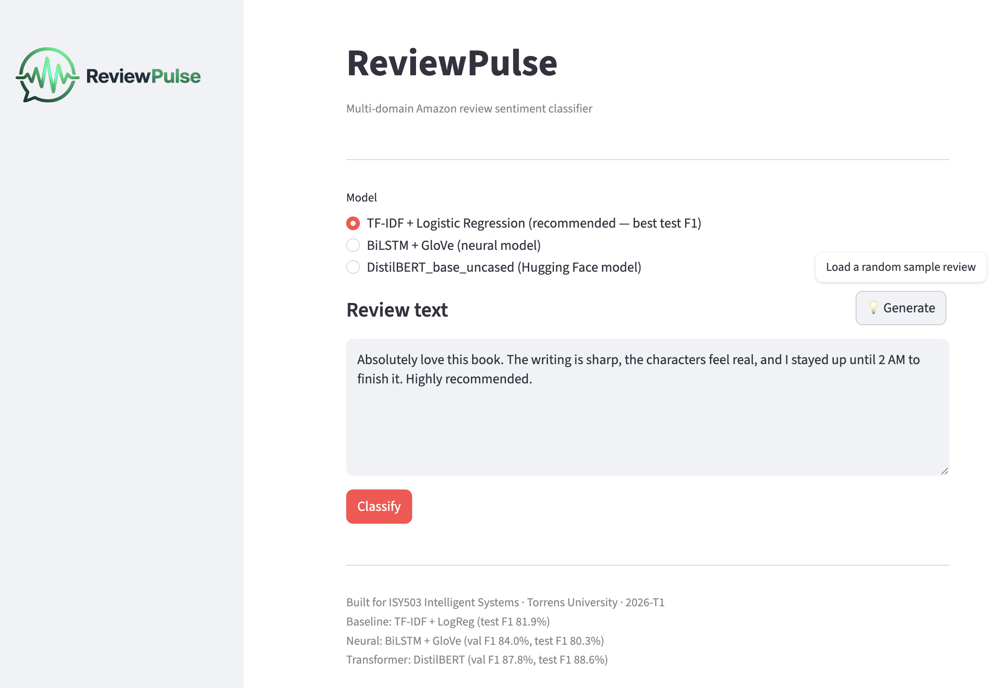 ReviewPulse
ReviewPulse
Multi-domain Amazon review sentiment classifier
Model
TF-IDF + Logistic Regression (recommended — best test F1)
BiLSTM + GloVe (neural model)
DistilBERT_base_uncased (Hugging Face model)
Load a random sample review
Review text
💡 Generate
Absolutely love this book. The writing is sharp, the characters feel real, and I stayed up until 2 AM to
finish it. Highly recommended.
Classify
Built for ISY503 Intelligent Systems · Torrens University · 2026-T1
Baseline: TF-IDF + LogReg (test F1 81.9%)
Neural: BiLSTM + GloVe (val F1 84.0%, test F1 80.3%)
Transformer: DistilBERT (val F1 87.8%, test F1 88.6%)